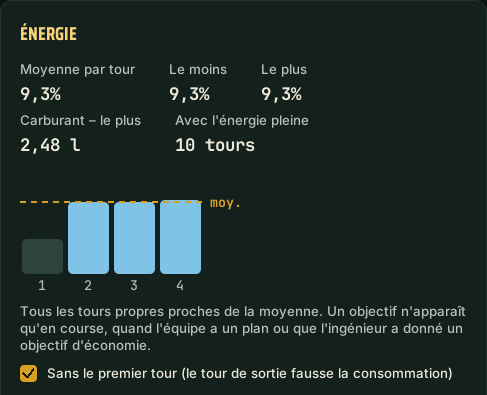 ÉNERGIE
Moyenne par tour Le moins Le plus
9,3% 9,3% 9,3%
Carburant – le plus Avec l'énergie pleine
2,48 l 10 tours
moy.
1 2 3 4
Tous les tours propres proches de la moyenne. Un objectif n'apparaît
qu'en course, quand l'équipe a un plan ou que l'ingénieur a donné un
objectif d'économie.
Sans le premier tour (le tour de sortie fausse la consommation)